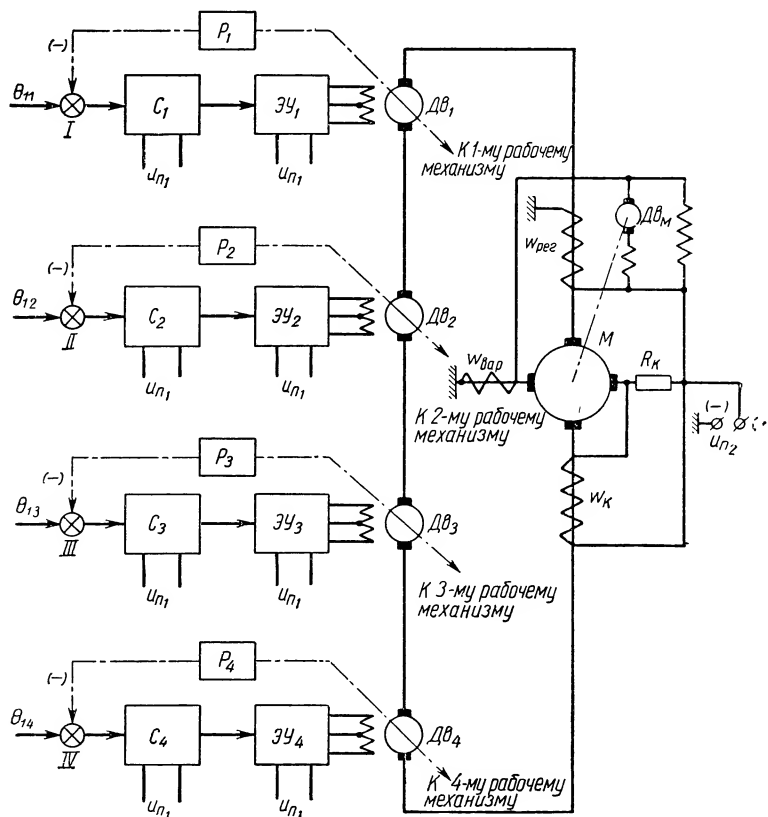 P₁
(−)
θ₁₁
I
C₁
ЭУ₁
ДВ₁
uп₁
uп₁
К 1-му рабочему
механизму
P₂
(−)
θ₁₂
II
C₂
ЭУ₂
ДВ₂
uп₁
uп₁
wрег
ДВм
М
wвар
Rк
(−)
uп₂
К 2-му рабочему
механизму
wк
P₃
(−)
θ₁₃
III
C₃
ЭУ₃
ДВ₃
uп₁
uп₁
К 3-му рабочему
механизму
P₄
(−)
θ₁₄
IV
C₄
ЭУ₄
ДВ₄
uп₁
uп₁
К 4-му рабочему
механизму